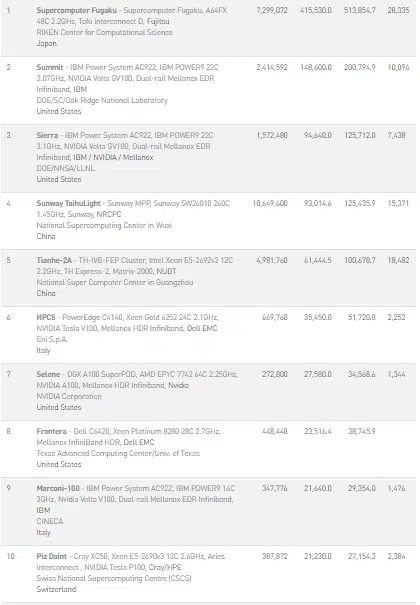 1 Supercomputer Fugaku - Supercomputer Fugaku, A64FX 7,299,072 415,530.0 513,854.7 28,335
48C 2.2GHz, Tofu interconnect D, Fujitsu
RIKEN Center for Computational Science
Japan
2 Summit - IBM Power System AC922, IBM POWER9 22C 2,414,592 148,600.0 200,794.9 10,096
3.07GHz, NVIDIA Volta GV100, Dual-rail Mellanox EDR
Infiniband, IBM
DOE/SC/Oak Ridge National Laboratory
United States
3 Sierra - IBM Power System AC922, IBM POWER9 22C 1,572,480 94,640.0 125,712.0 7,438
3.1GHz, NVIDIA Volta GV100, Dual-rail Mellanox EDR
Infiniband, IBM / NVIDIA / Mellanox
DOE/NNSA/LLNL
United States
4 Sunway TaihuLight - Sunway MPP, Sunway SW26010 260C 10,649,600 93,014.6 125,435.9 15,371
1.45GHz, Sunway, NRCPC
National Supercomputing Center in Wuxi
China
5 Tianhe-2A - TH-IVB-FEP Cluster, Intel Xeon E5-2692v2 12C 4,981,760 61,444.5 100,678.7 18,482
2.2GHz, TH Express-2, Matrix-2000, NUDT
National Super Computer Center in Guangzhou
China
6 HPC5 - PowerEdge C4140, Xeon Gold 6252 24C 2.1GHz, 669,760 35,450.0 51,720.8 2,252
NVIDIA Tesla V100, Mellanox HDR Infiniband, Dell EMC
Eni S.p.A.
Italy
7 Selene - DGX A100 SuperPOD, AMD EPYC 7742 64C 2.25GHz, 272,800 27,580.0 34,568.6 1,344
NVIDIA A100, Mellanox HDR Infiniband, Nvidia
NVIDIA Corporation
United States
8 Frontera - Dell C6420, Xeon Platinum 8280 28C 2.7GHz, 448,448 23,516.4 38,745.9
Mellanox InfiniBand HDR, Dell EMC
Texas Advanced Computing Center/Univ. of Texas
United States
9 Marconi-100 - IBM Power System AC922, IBM POWER9 16C 347,776 21,640.0 29,354.0 1,476
3GHz, Nvidia Volta V100, Dual-rail Mellanox EDR Infiniband,
IBM
CINECA
Italy
10 Piz Daint - Cray XC50, Xeon E5-2690v3 12C 2.6GHz, Aries 387,872 21,230.0 27,154.3 2,384
interconnect , NVIDIA Tesla P100, Cray/HPE
Swiss National Supercomputing Centre (CSCS)
Switzerland